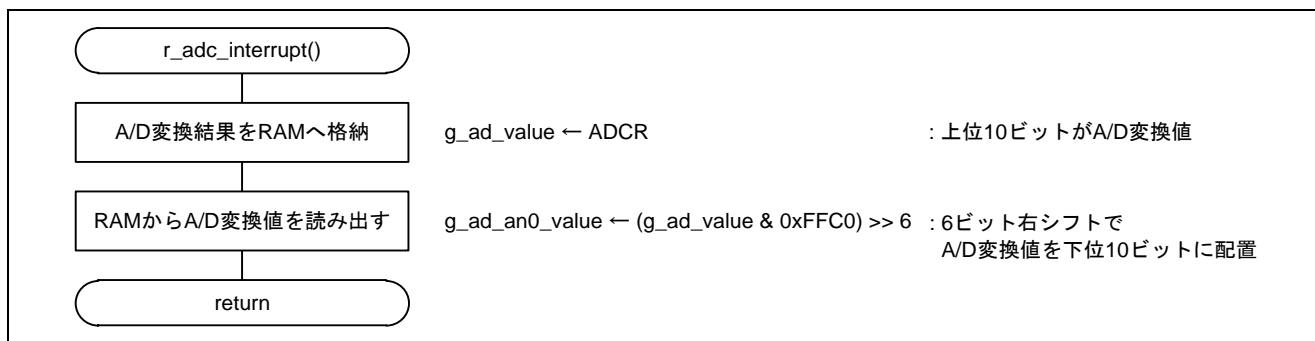 r_adc_interrupt()
A/D変換結果をRAMへ格納 g_ad_value ← ADCR : 上位10ビットがA/D変換値
RAMからA/D変換値を読み出す g_ad_an0_value ← (g_ad_value & 0xFFC0) >> 6 : 6ビット右シフトで
A/D変換値を下位10ビットに配置
return